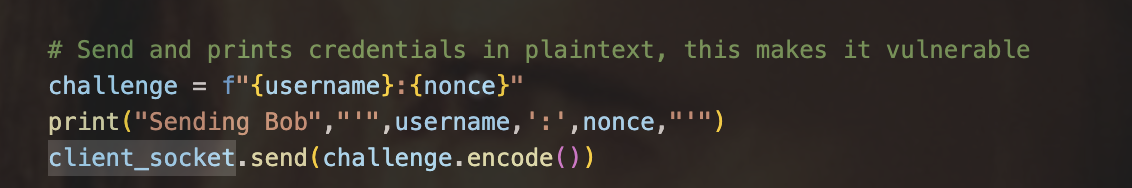 # Send and prints credentials in plaintext, this makes it vulnerable
challenge = f"{username}:{nonce}"
print("Sending Bob","'",username,':',nonce,"'")
client_socket.send(challenge.encode())